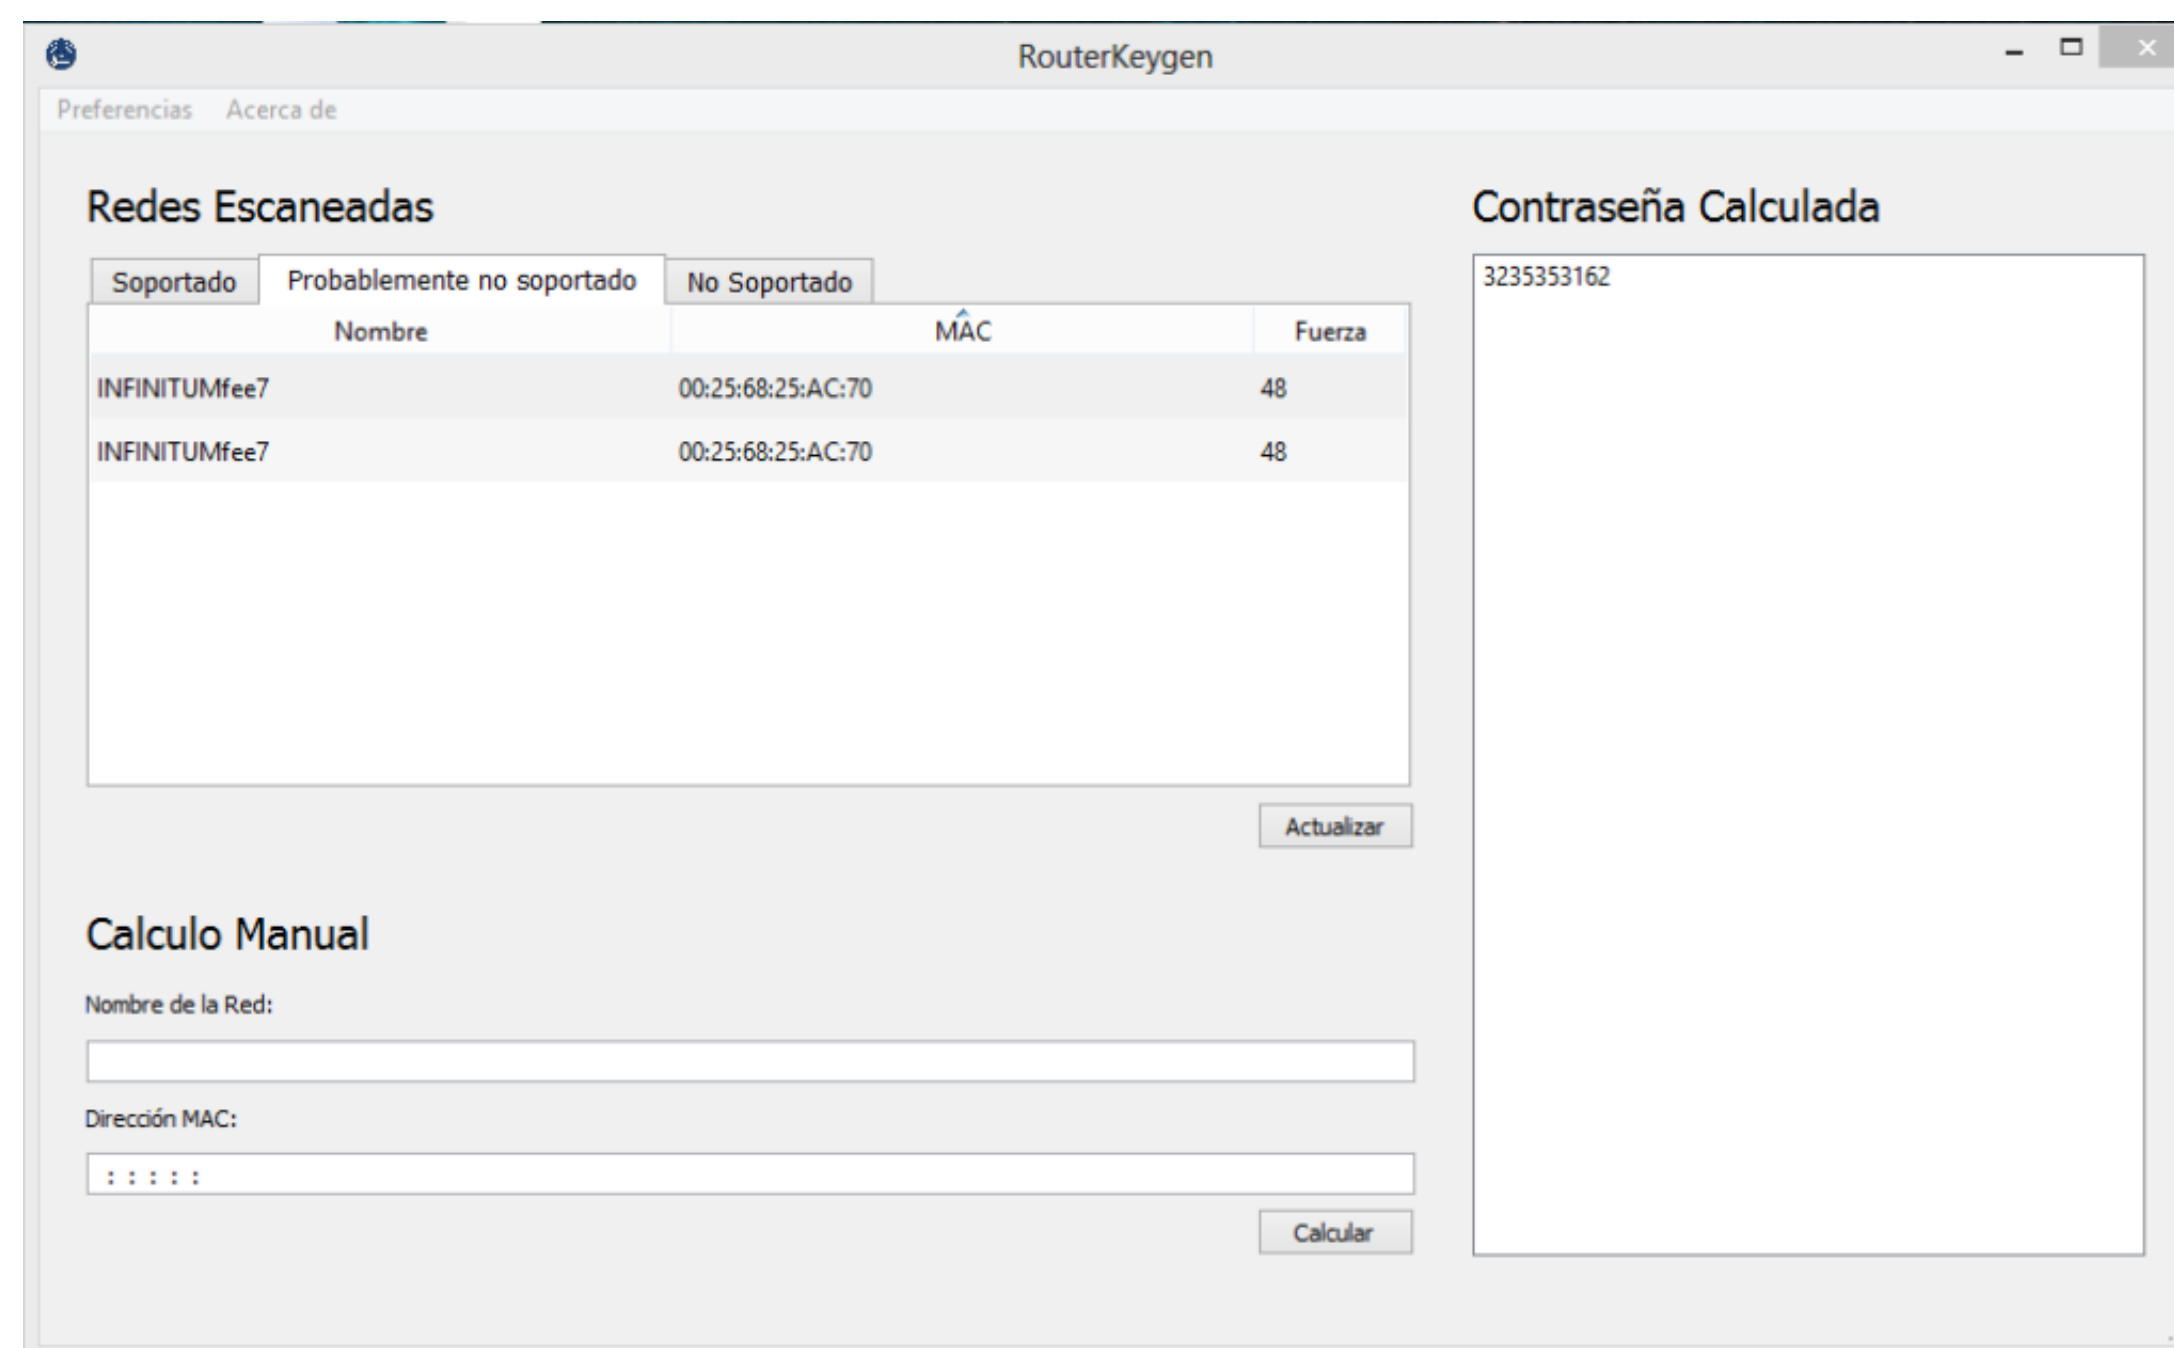 RouterKeygen
Preferencias Acerca de
Redes Escaneadas
Soportado Probablemente no soportado No Soportado
Nombre MAC Fuerza
INFINITUMfee7 00:25:68:25:AC:70 48
INFINITUMfee7 00:25:68:25:AC:70 48
Actualizar
Calculo Manual
Nombre de la Red:
Dirección MAC:
: : : : :
Calcular
Contraseña Calculada
3235353162